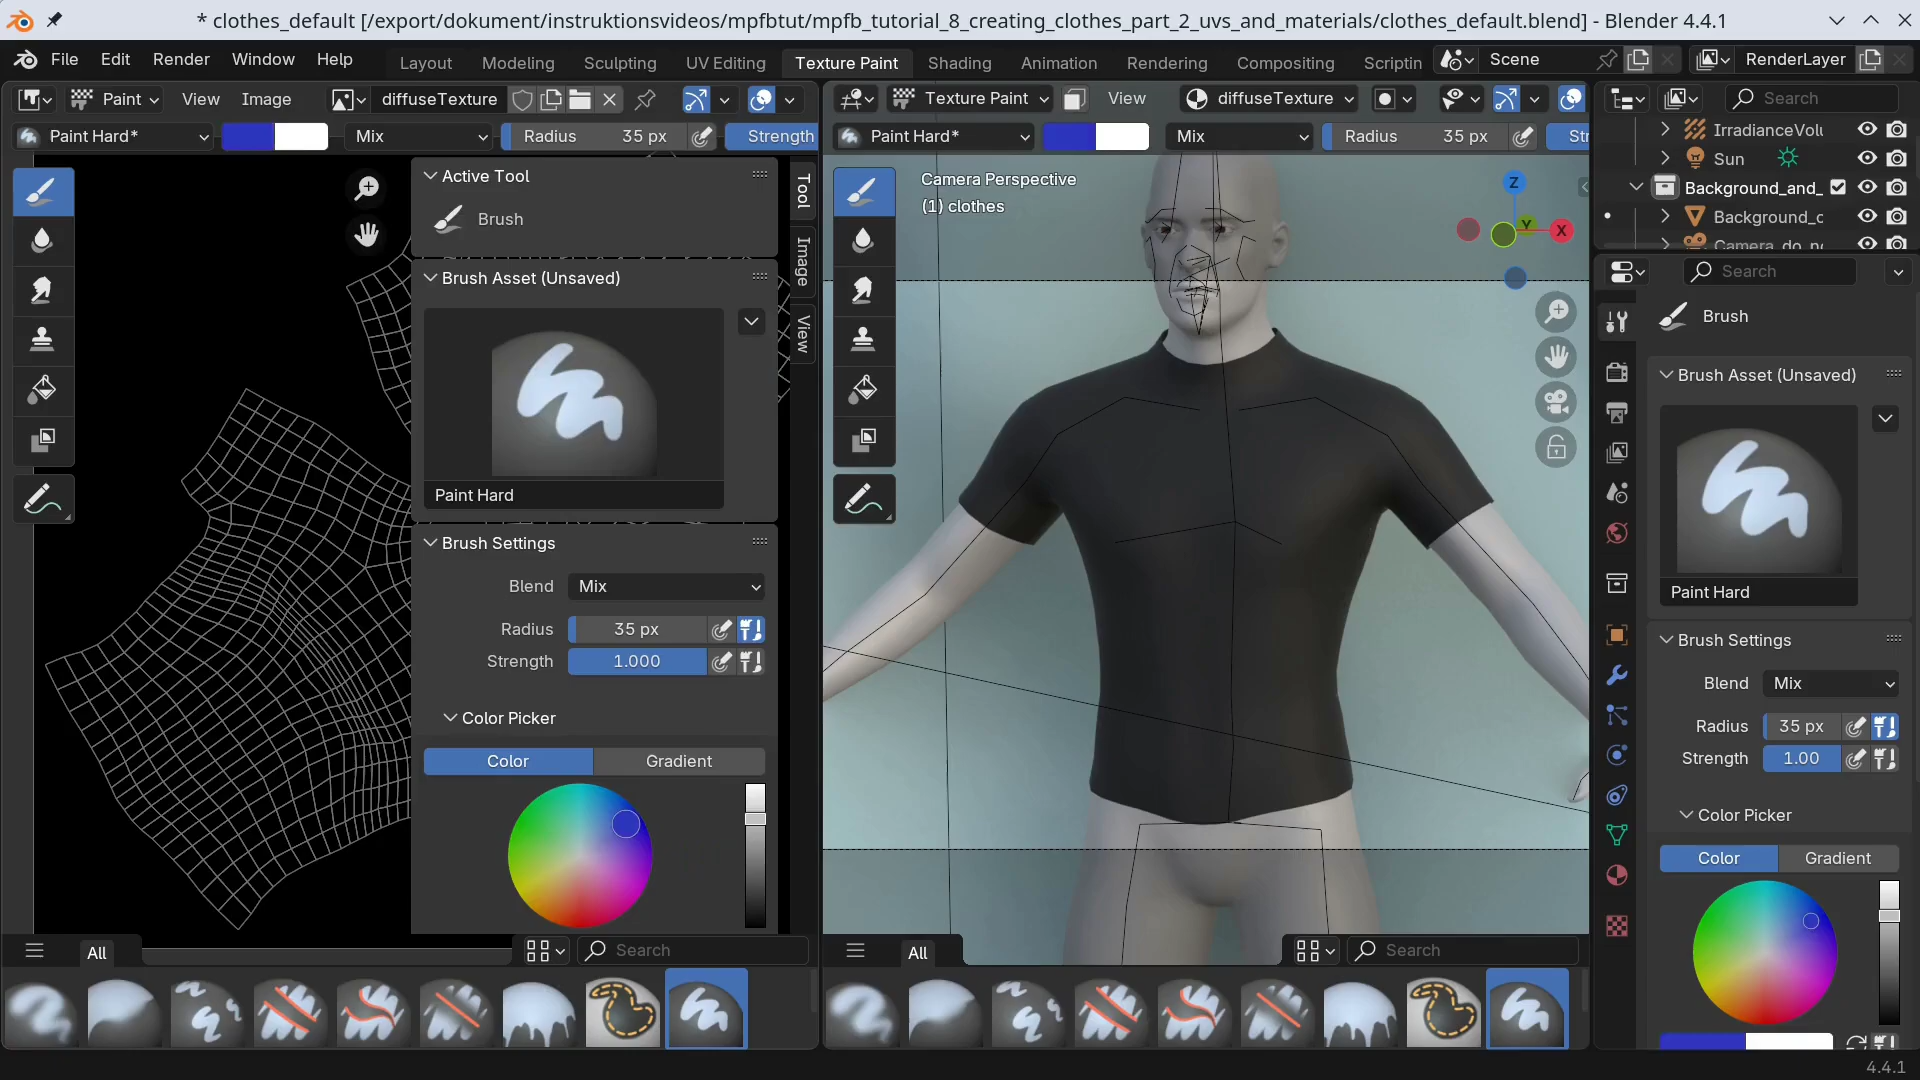 * clothes_default [/export/dokument/instruktionsvideos/mpfbtut/mpfb_tutorial_8_creating_clothes_part_2_uvs_and_materials/clothes_default.blend] - Blender 4.4.1
File Edit Render Window Help Layout Modeling Sculpting UV Editing Texture Paint Shading Animation Rendering Compositing Scriptin Scene RenderLayer
Paint View Image diffuseTexture
Texture Paint View diffuseTexture
Search
Paint Hard* Mix Radius 35 px Strength
Paint Hard* Mix Radius 35 px Str
IrradianceVolu
Sun
Background_and_
Background_c
Camera_do_no
Active Tool
Brush
Brush Asset (Unsaved)
Paint Hard
Brush Settings
Blend Mix
Radius 35 px
Strength 1.000
Color Picker
Color Gradient
Tool
Image
View
Camera Perspective
(1) clothes
Z
Y
X
Search
Brush
Brush Asset (Unsaved)
Paint Hard
Brush Settings
Blend Mix
Radius 35 px
Strength 1.00
Color Picker
Color Gradient
All Search
All Search
4.4.1